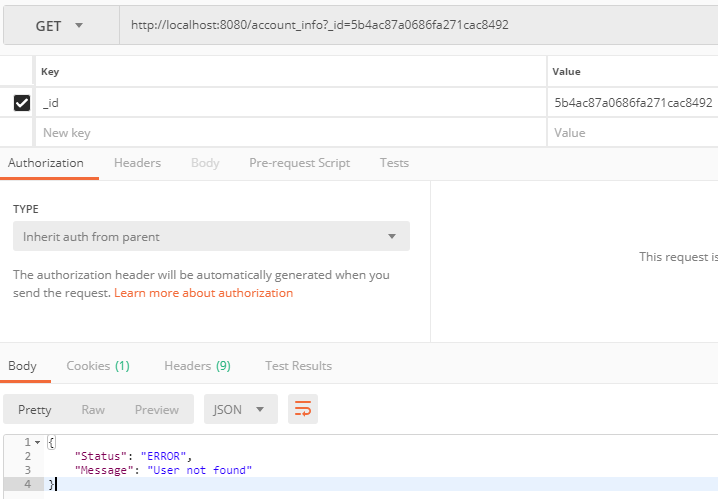 GET http://localhost:8080/account_info?_id=5b4ac87a0686fa271cac8492
Key Value
_id 5b4ac87a0686fa271cac8492
New key Value
Authorization Headers Body Pre-request Script Tests
TYPE
Inherit auth from parent
This request is
The authorization header will be automatically generated when you
send the request. Learn more about authorization
Body Cookies (1) Headers (9) Test Results
Pretty Raw Preview JSON
1 {
2 "Status": "ERROR",
3 "Message": "User not found"
4 }